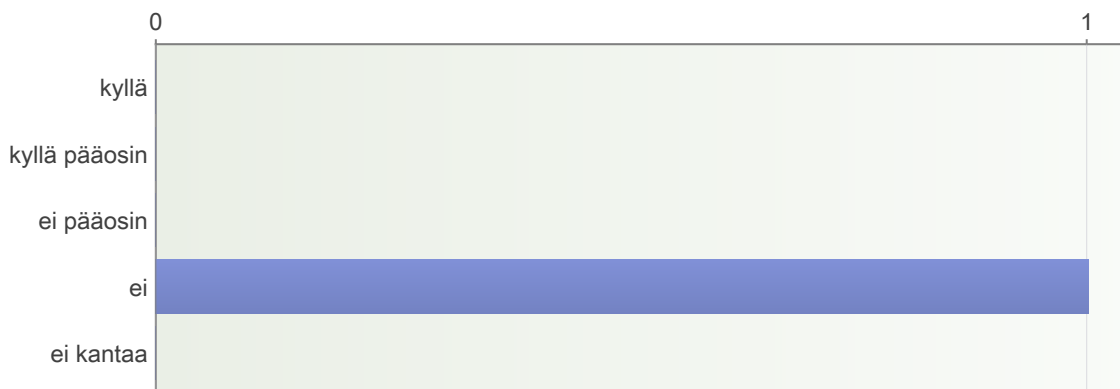 0 1
kyllä
kyllä pääosin
ei pääosin
ei
ei kantaa